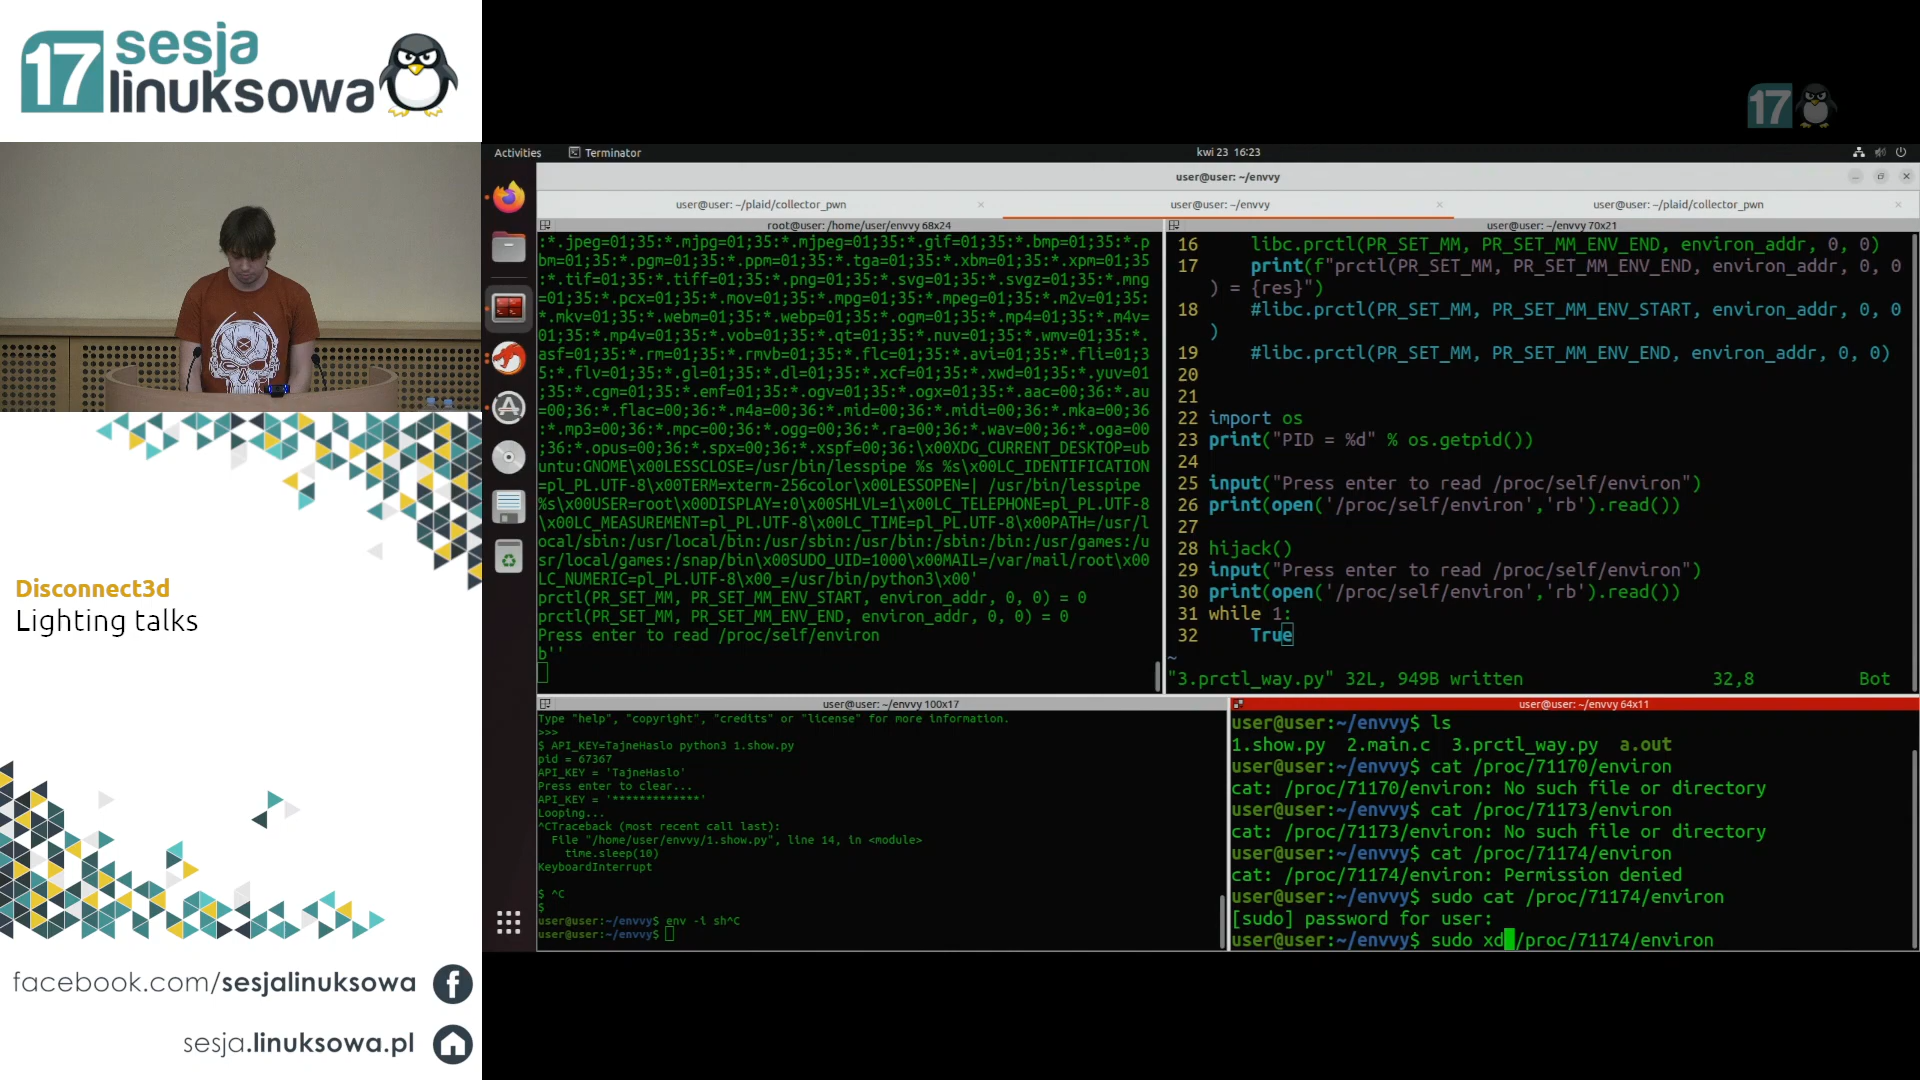 17 sesja
linuksowa
17
Activities
Terminator
kwi 23 16:23
user@user: ~/envvy
user@user: ~/plaid/collector_pwn
user@user: ~/envvy
user@user: ~/plaid/collector_pwn
root@user: /home/user/envvy 68x24
:*.jpeg=01;35:*.mjpg=01;35:*.mjpeg=01;35:*.gif=01;35:*.bmp=01;35:*.p
bm=01;35:*.pgm=01;35:*.ppm=01;35:*.tga=01;35:*.xbm=01;35:*.xpm=01;35
:*.tif=01;35:*.tiff=01;35:*.png=01;35:*.svg=01;35:*.svgz=01;35:*.mng
=01;35:*.pcx=01;35:*.mov=01;35:*.mpg=01;35:*.mpeg=01;35:*.m2v=01;35:
*.mkv=01;35:*.webm=01;35:*.webp=01;35:*.ogm=01;35:*.mp4=01;35:*.m4v=
01;35:*.mp4v=01;35:*.vob=01;35:*.qt=01;35:*.nuv=01;35:*.wmv=01;35:*.
asf=01;35:*.rm=01;35:*.rmvb=01;35:*.flc=01;35:*.avi=01;35:*.fli=01;3
5:*.flv=01;35:*.gl=01;35:*.dl=01;35:*.xcf=01;35:*.xwd=01;35:*.yuv=01
;35:*.cgm=01;35:*.emf=01;35:*.ogv=01;35:*.ogx=01;35:*.aac=00;36:*.au
=00;36:*.flac=00;36:*.m4a=00;36:*.mid=00;36:*.midi=00;36:*.mka=00;36
:*.mp3=00;36:*.mpc=00;36:*.ogg=00;36:*.ra=00;36:*.wav=00;36:*.oga=00
;36:*.opus=00;36:*.spx=00;36:*.xspf=00;36:\x00XDG_CURRENT_DESKTOP=ub
untu:GNOME\x00LESSCLOSE=/usr/bin/lesspipe %s %s\x00LC_IDENTIFICATION
=pl_PL.UTF-8\x00TERM=xterm-256color\x00LESSOPEN=| /usr/bin/lesspipe
%s\x00USER=root\x00DISPLAY=:0\x00SHLVL=1\x00LC_TELEPHONE=pl_PL.UTF-8
\x00LC_MEASUREMENT=pl_PL.UTF-8\x00LC_TIME=pl_PL.UTF-8\x00PATH=/usr/l
ocal/sbin:/usr/local/bin:/usr/sbin:/usr/bin:/sbin:/bin:/usr/games:/u
sr/local/games:/snap/bin\x00SUDO_UID=1000\x00MAIL=/var/mail/root\x00
LC_NUMERIC=pl_PL.UTF-8\x00_=/usr/bin/python3\x00'
prctl(PR_SET_MM, PR_SET_MM_ENV_START, environ_addr, 0, 0) = 0
prctl(PR_SET_MM, PR_SET_MM_ENV_END, environ_addr, 0, 0) = 0
Press enter to read /proc/self/environ
b''
user@user: ~/envvy 70x21
16 libc.prctl(PR_SET_MM, PR_SET_MM_ENV_END, environ_addr, 0, 0)
17 print(f"prctl(PR_SET_MM, PR_SET_MM_ENV_END, environ_addr, 0, 0
) = {res}")
18 #libc.prctl(PR_SET_MM, PR_SET_MM_ENV_START, environ_addr, 0, 0
)
19 #libc.prctl(PR_SET_MM, PR_SET_MM_ENV_END, environ_addr, 0, 0)
20
21
22 import os
23 print("PID = %d" % os.getpid())
24
25 input("Press enter to read /proc/self/environ")
26 print(open('/proc/self/environ','rb').read())
27
28 hijack()
29 input("Press enter to read /proc/self/environ")
30 print(open('/proc/self/environ','rb').read())
31 while 1:
32 True
~
"3.prctl_way.py" 32L, 949B written 32,8 Bot
user@user: ~/envvy 100x17
Type "help", "copyright", "credits" or "license" for more information.
>>>
$ API_KEY=TajneHaslo python3 1.show.py
pid = 67367
API_KEY = 'TajneHaslo'
Press enter to clear...
API_KEY = '*************'
Looping...
^CTraceback (most recent call last):
File "/home/user/envvy/1.show.py", line 14, in <module>
time.sleep(10)
KeyboardInterrupt
$ ^C
$
user@user:~/envvy$ env -i sh^C
user@user:~/envvy$
user@user: ~/envvy 64x11
user@user:~/envvy$ ls
1.show.py 2.main.c 3.prctl_way.py a.out
user@user:~/envvy$ cat /proc/71170/environ
cat: /proc/71170/environ: No such file or directory
user@user:~/envvy$ cat /proc/71173/environ
cat: /proc/71173/environ: No such file or directory
user@user:~/envvy$ cat /proc/71174/environ
cat: /proc/71174/environ: Permission denied
user@user:~/envvy$ sudo cat /proc/71174/environ
[sudo] password for user:
user@user:~/envvy$ sudo xd /proc/71174/environ
Disconnect3d
Lighting talks
facebook.com/sesjalinuksowa
sesja.linuksowa.pl